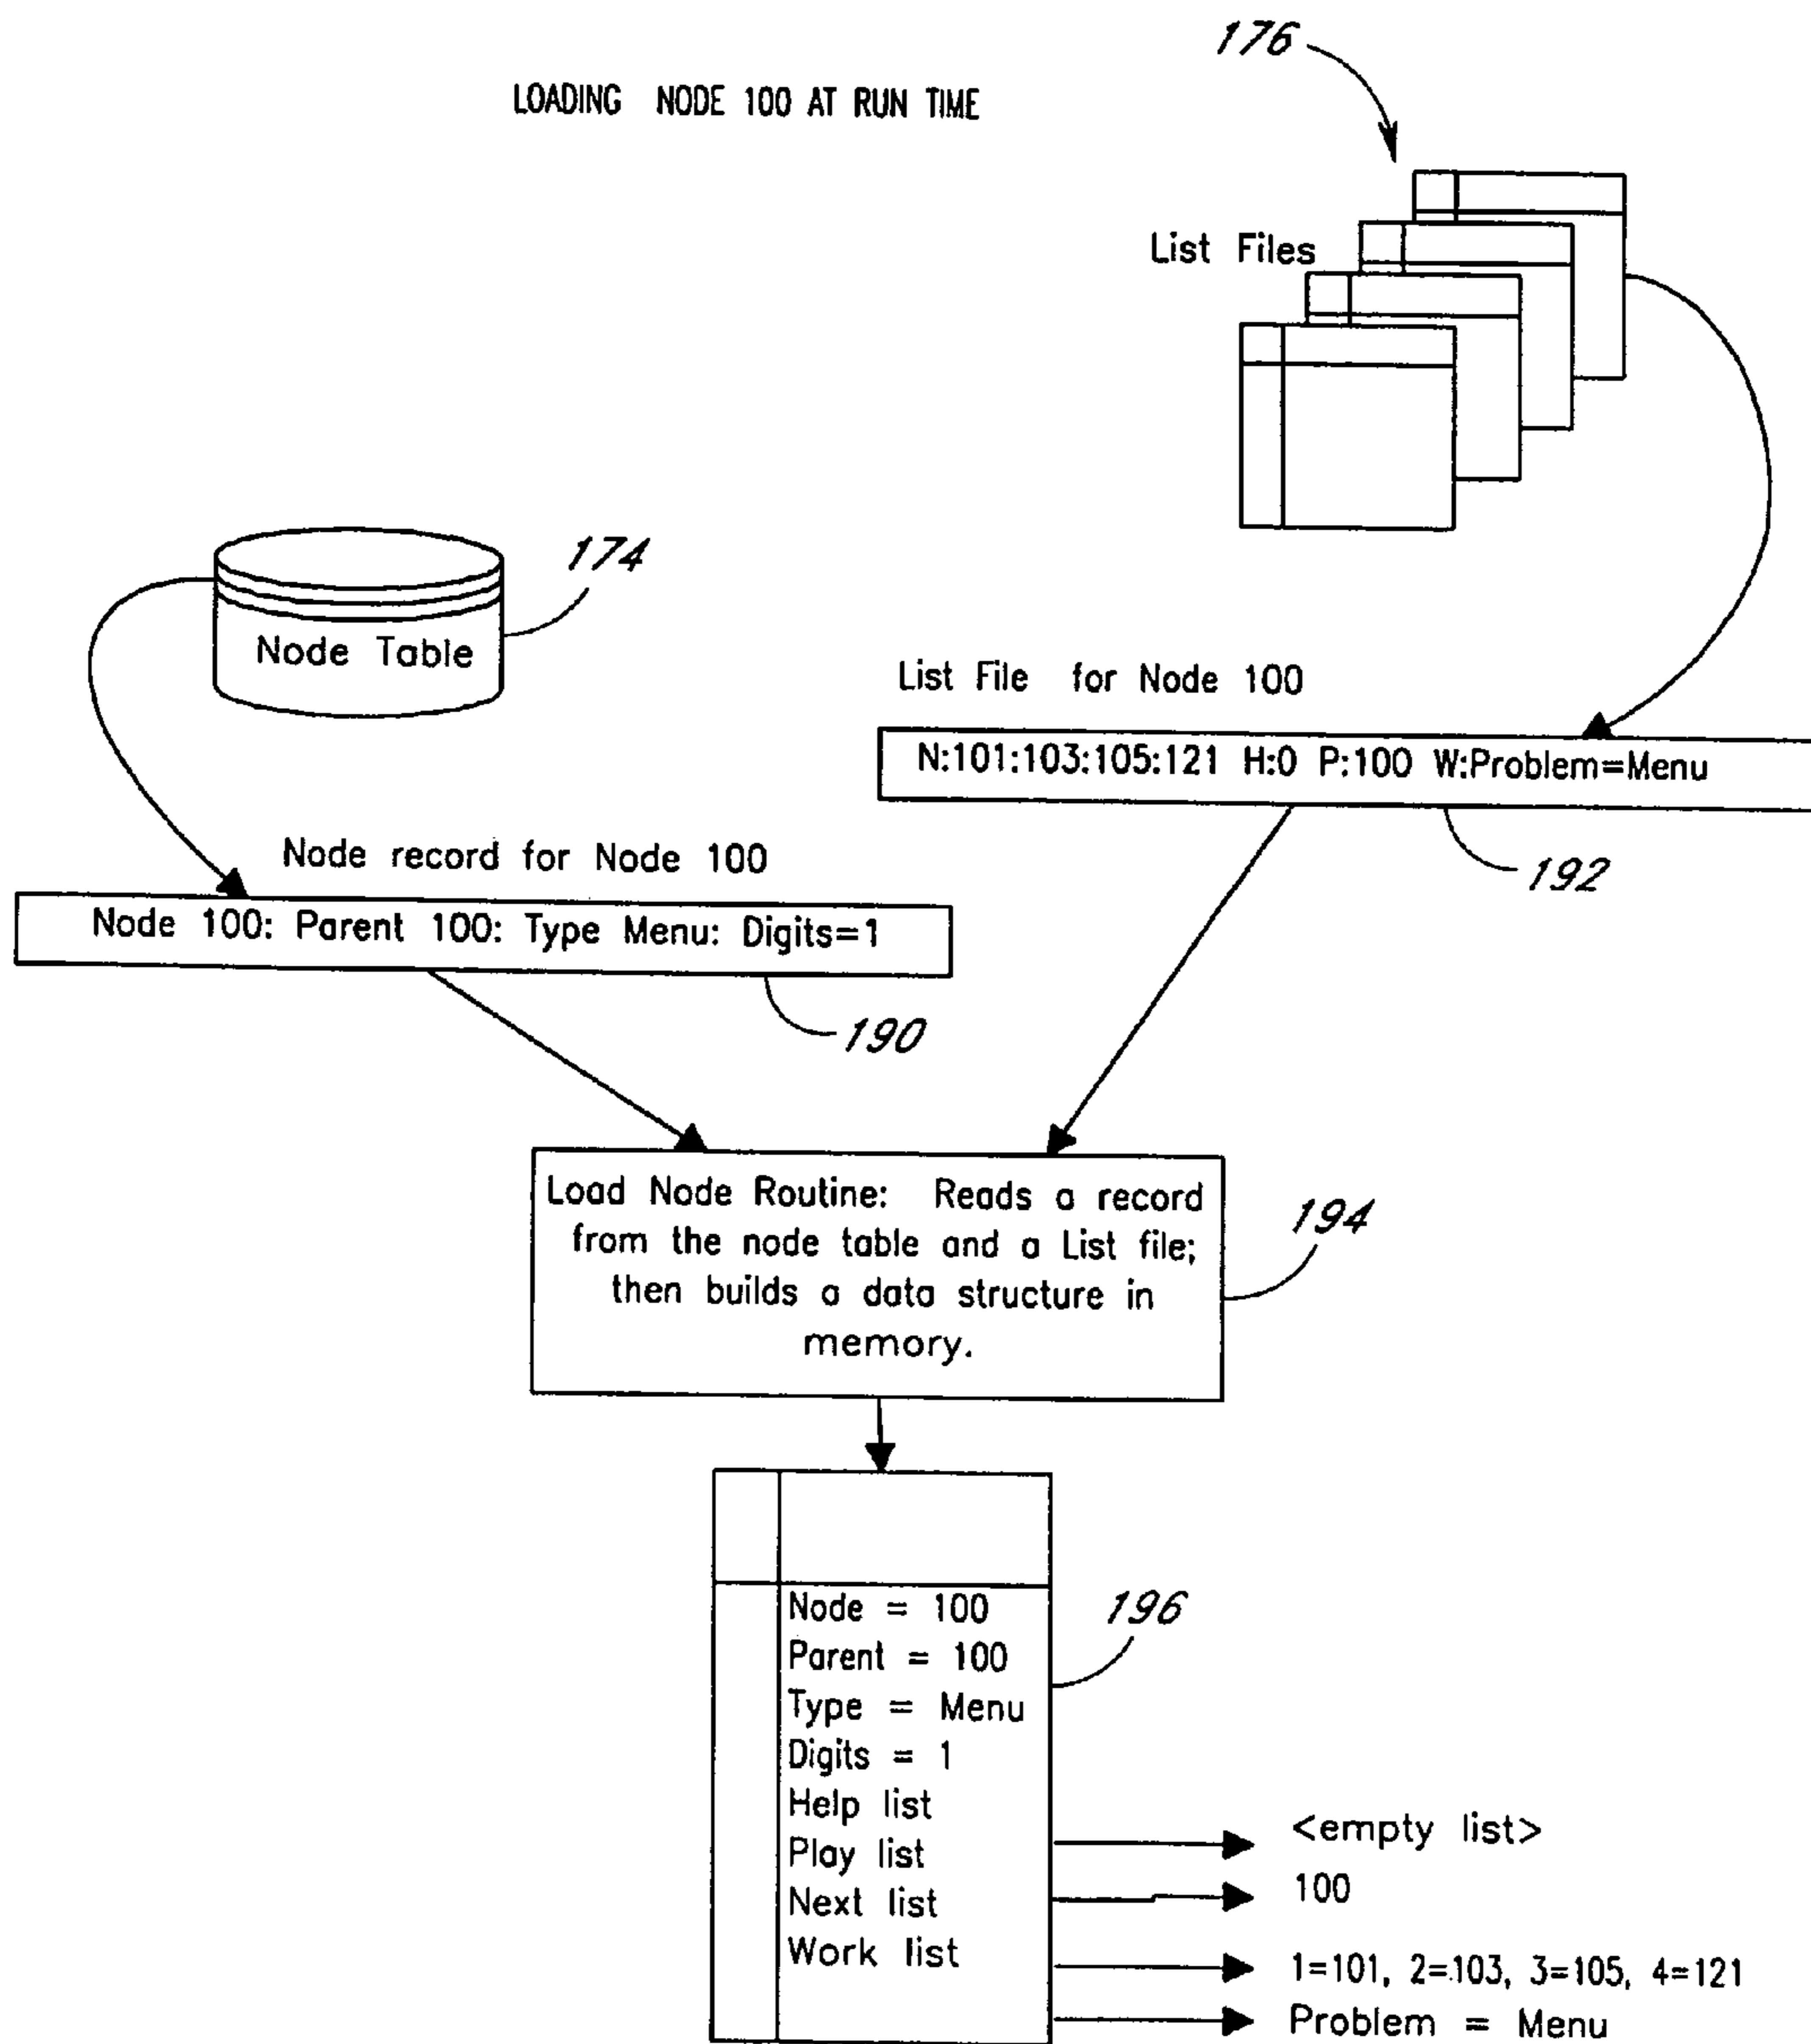 176
LOADING NODE 100 AT RUN TIME
List Files
174
Node Table
List File for Node 100
N:101:103:105:121 H:0 P:100 W:Problem=Menu
192
Node record for Node 100
Node 100: Parent 100: Type Menu: Digits=1
190
Load Node Routine: Reads a record
from the node table and a List file;
then builds a data structure in
memory.
194
Node = 100
Parent = 100
Type = Menu
Digits = 1
Help list
Play list
Next list
Work list
196
<empty list>
100
1=101, 2=103, 3=105, 4=121
Problem = Menu